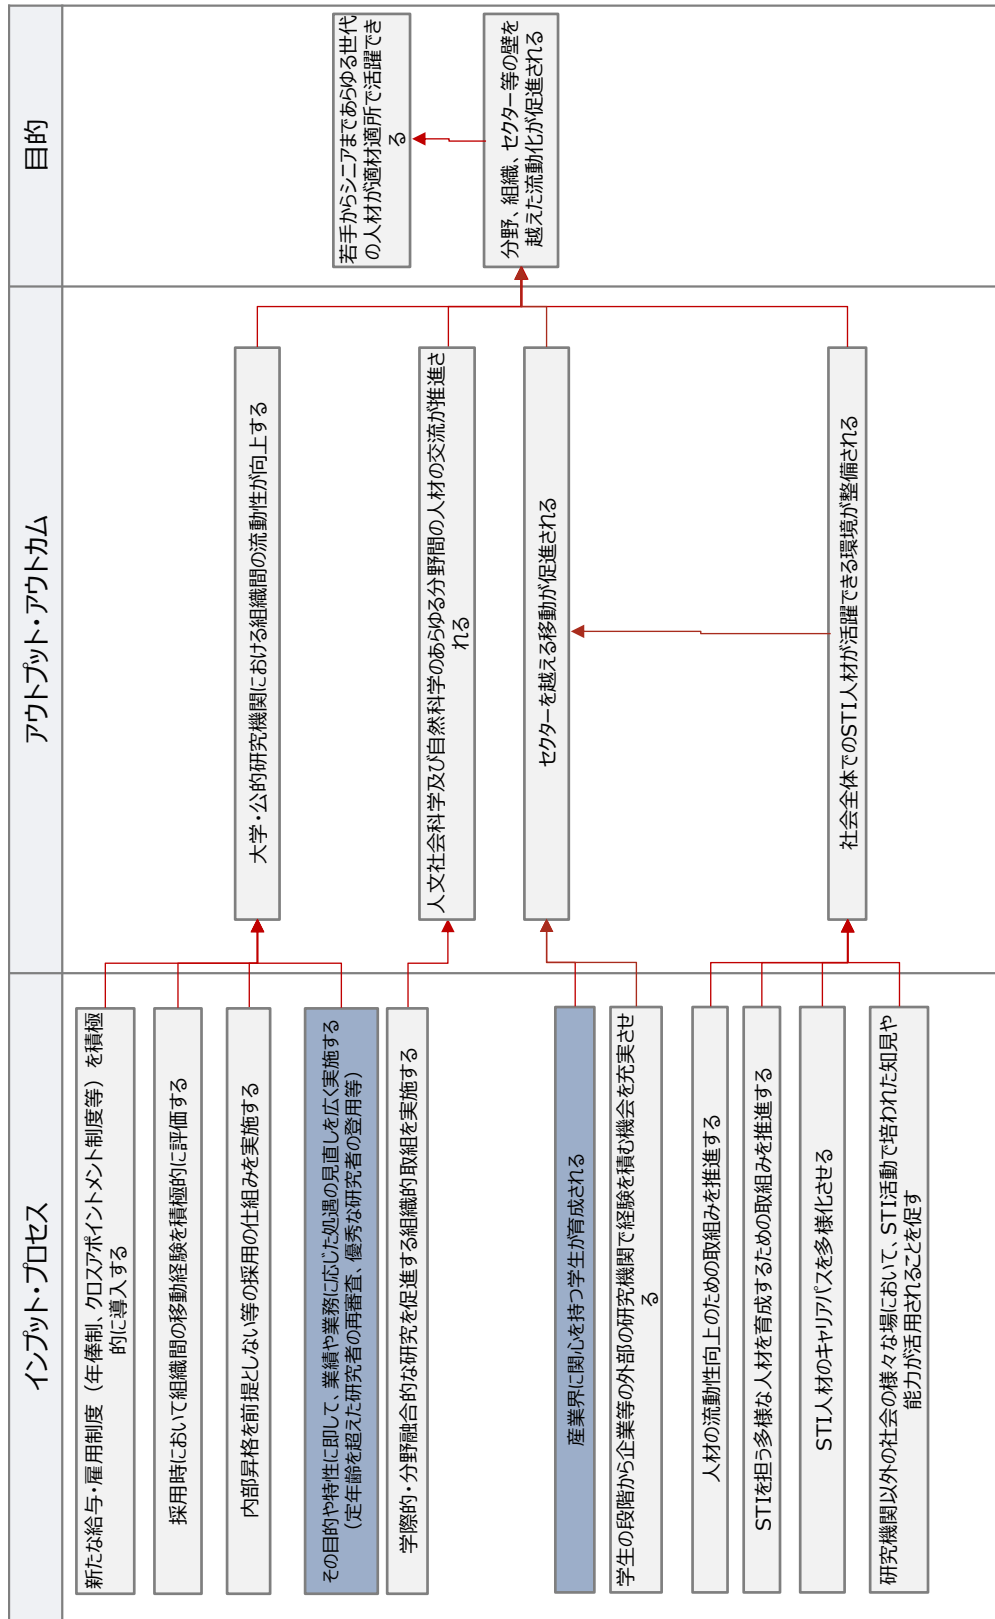 インプット・プロセス
アウトプット・アウトカム
目的
新たな給与・雇用制度（年俸制、クロスアポイントメント制度等）を積極
的に導入する
採用時において組織間の移動経験を積極的に評価する
内部昇格を前提としない等の採用の仕組みを実施する
その目的や特性に即して、業績や業務に応じた処遇の見直しを広く実施する
（定年齢を超えた研究者の再審査、優秀な研究者の登用等）
学際的・分野融合的な研究を促進する組織的取組を実施する
産業界に関心を持つ学生が育成される
学生の段階から企業等の外部の研究機関で経験を積む機会を充実させ
る
人材の流動性向上のための取組みを推進する
STIを担う多様な人材を育成するための取組みを推進する
STI人材のキャリアパスを多様化させる
研究機関以外の社会の様々な場において、STI活動で培われた知見や
能力が活用されることを促す
大学・公的研究機関における組織間の流動性が向上する
人文社会科学及び自然科学のあらゆる分野間の人材の交流が推進さ
れる
セクターを越える移動が促進される
社会全体でのSTI人材が活躍できる環境が整備される
若手からシニアまであらゆる世代
の人材が適材適所で活躍でき
る
分野、組織、セクター等の壁を
越えた流動化が促進される